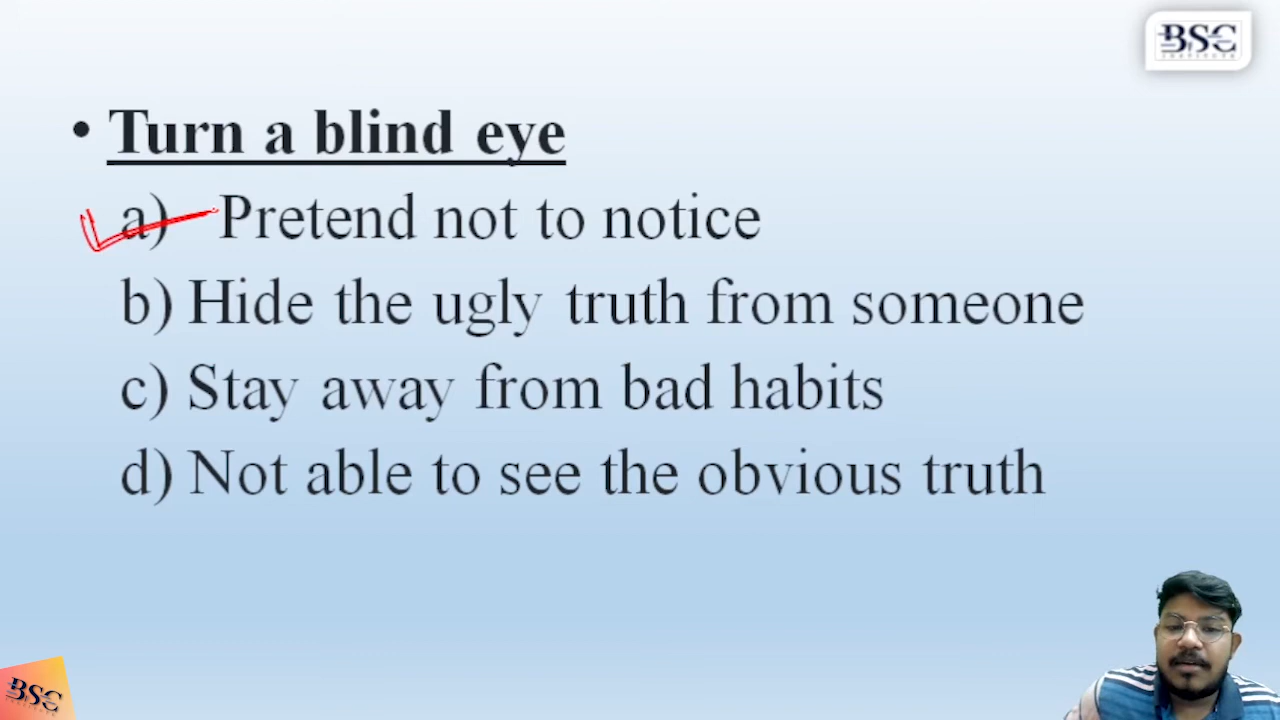 BSC
• Turn a blind eye
a) Pretend not to notice
b) Hide the ugly truth from someone
c) Stay away from bad habits
d) Not able to see the obvious truth
BSC